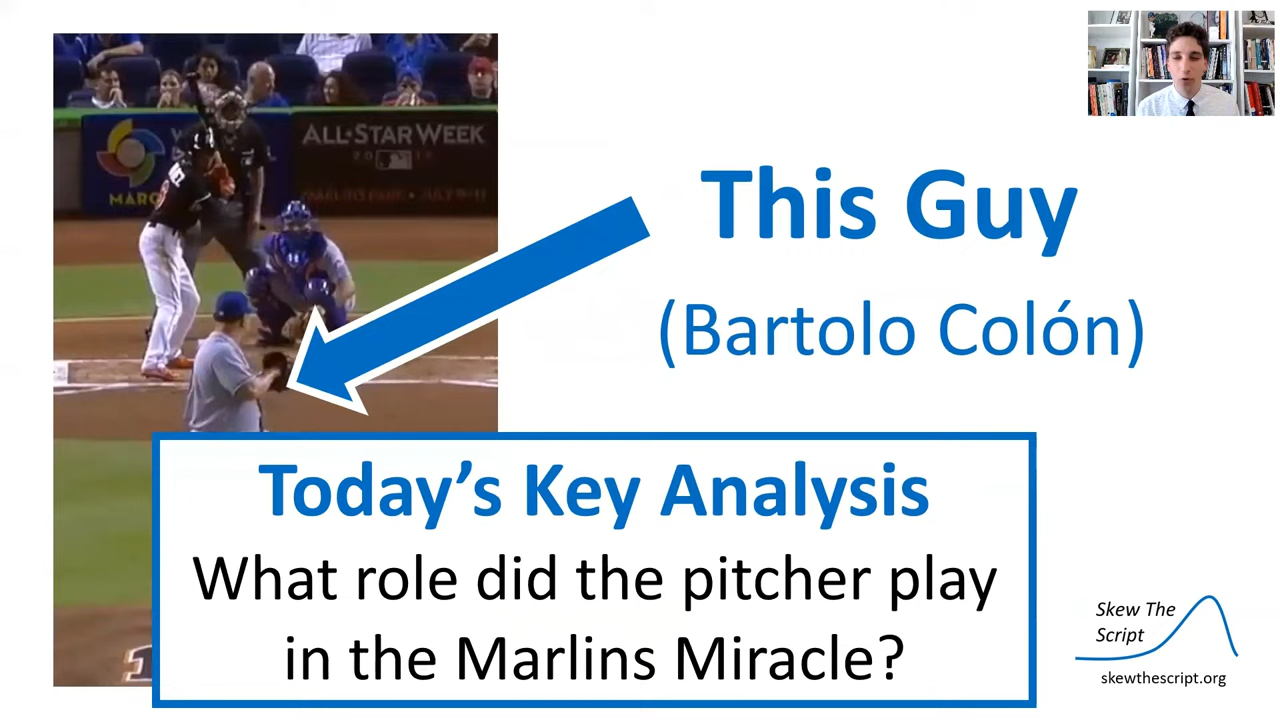 ALL★STAR WEEK
This Guy
(Bartolo Colón)
Today's Key Analysis
What role did the pitcher play
in the Marlins Miracle?
Skew The
Script
skewthescript.org